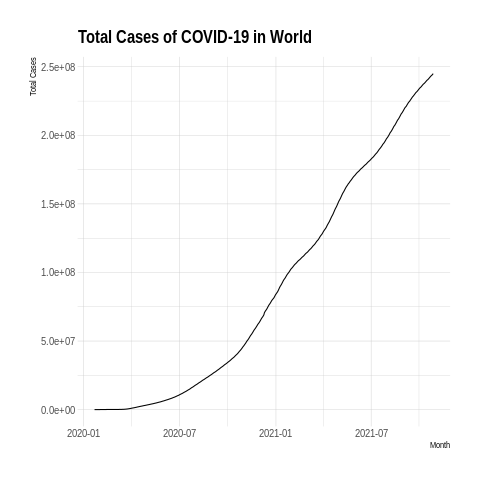 Total Cases of COVID-19 in World
Total Cases
2.5e+08
2.0e+08
1.5e+08
1.0e+08
5.0e+07
0.0e+00
2020-01 2020-07 2021-01 2021-07
Month